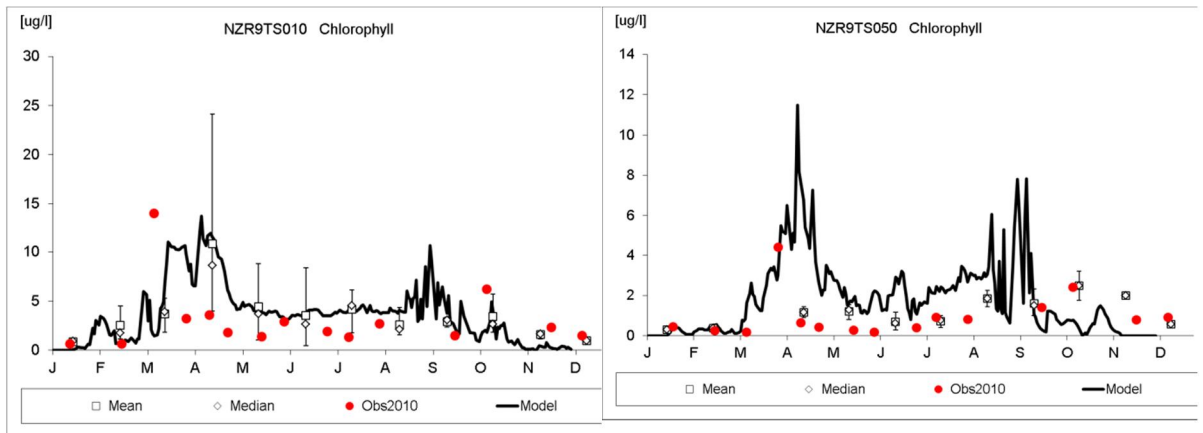 [ug/l]
NZR9TS010 Chlorophyll
30
25
20
15
10
5
0
J F M A M J J A S O N D
Mean Median Obs2010 Model
[ug/l]
NZR9TS050 Chlorophyll
14
12
10
8
6
4
2
0
J F M A M J J A S O N D
Mean Median Obs2010 Model